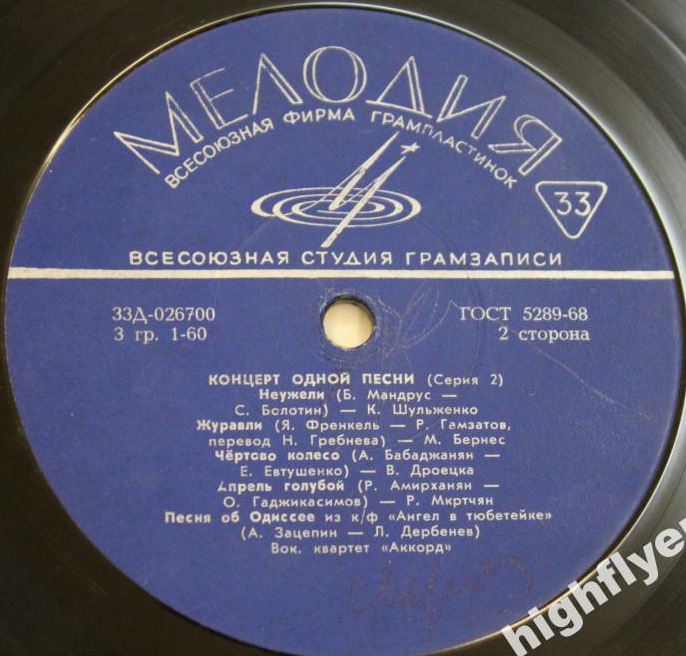 МЕЛОДИЯ
ВСЕСОЮЗНАЯ ФИРМА ГРАМПЛАСТИНОК
33
ВСЕСОЮЗНАЯ СТУДИЯ ГРАМЗАПИСИ
33Д-026700
ГОСТ 5289-68
3 гр. 1-60
2 сторона
КОНЦЕРТ ОДНОЙ ПЕСНИ (Серия 2)
Неужели (Б. Мандрус —
С. Болотин) — К. Шульженко
Журавли (Я. Френкель — Р. Гамзатов,
перевод Н. Гребнева) — М. Бернес
Чёртово колесо (А. Бабаджанян —
Е. Евтушенко) — В. Дроецка
Апрель голубой (Р. Амирханян —
О. Гаджикасимов) — Р. Мкртчян
Песня об Одиссее из к/ф «Ангел в тюбетейке»
(А. Зацепин — Л. Дербенев)
Вок. квартет «Аккорд»
highflyer